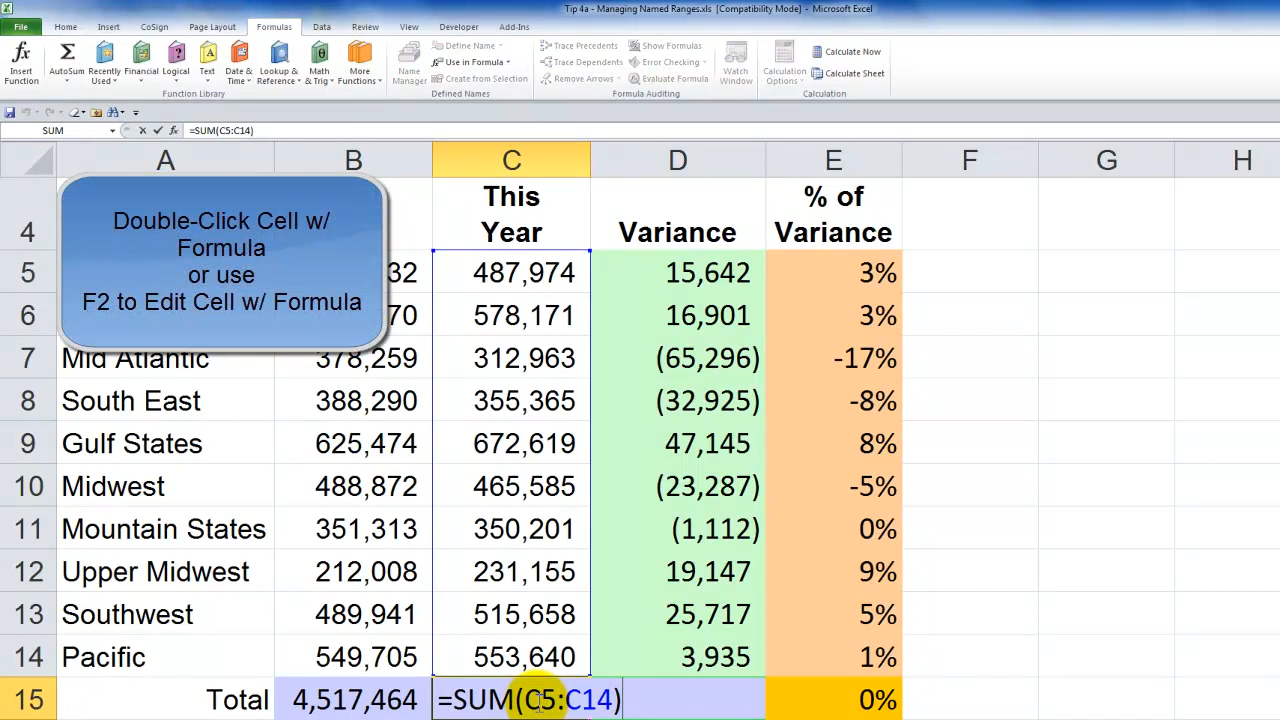 Tip 4a - Managing Named Ranges.xls [Compatibility Mode] - Microsoft Excel
File Home Insert CoSign Page Layout Formulas Data Review View Developer Add-Ins
fx Σ
Insert Function AutoSum Recently Used Financial Logical Text Date & Time Lookup & Reference Math & Trig More Functions Name Manager Define Name Use in Formula Create from Selection Trace Precedents Trace Dependents Remove Arrows Show Formulas Error Checking Evaluate Formula Watch Window Calculation Options Calculate Now Calculate Sheet
Function Library Defined Names Formula Auditing Calculation
SUM fx =SUM(C5:C14)
A B C D E F G H
Double-Click Cell w/
Formula
or use
F2 to Edit Cell w/ Formula
4 This Year Variance % of Variance
5 32 487,974 15,642 3%
6 70 578,171 16,901 3%
7 Mid Atlantic 378,259 312,963 (65,296) -17%
8 South East 388,290 355,365 (32,925) -8%
9 Gulf States 625,474 672,619 47,145 8%
10 Midwest 488,872 465,585 (23,287) -5%
11 Mountain States 351,313 350,201 (1,112) 0%
12 Upper Midwest 212,008 231,155 19,147 9%
13 Southwest 489,941 515,658 25,717 5%
14 Pacific 549,705 553,640 3,935 1%
15 Total 4,517,464 =SUM(C5:C14) 0%